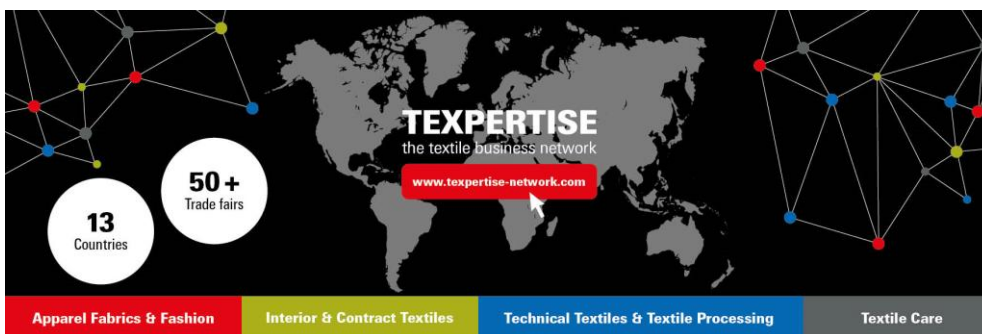 TEXPERTISE
the textile business network
www.texpertise-network.com
50+
Trade fairs
13
Countries
Apparel Fabrics & Fashion
Interior & Contract Textiles
Technical Textiles & Textile Processing
Textile Care